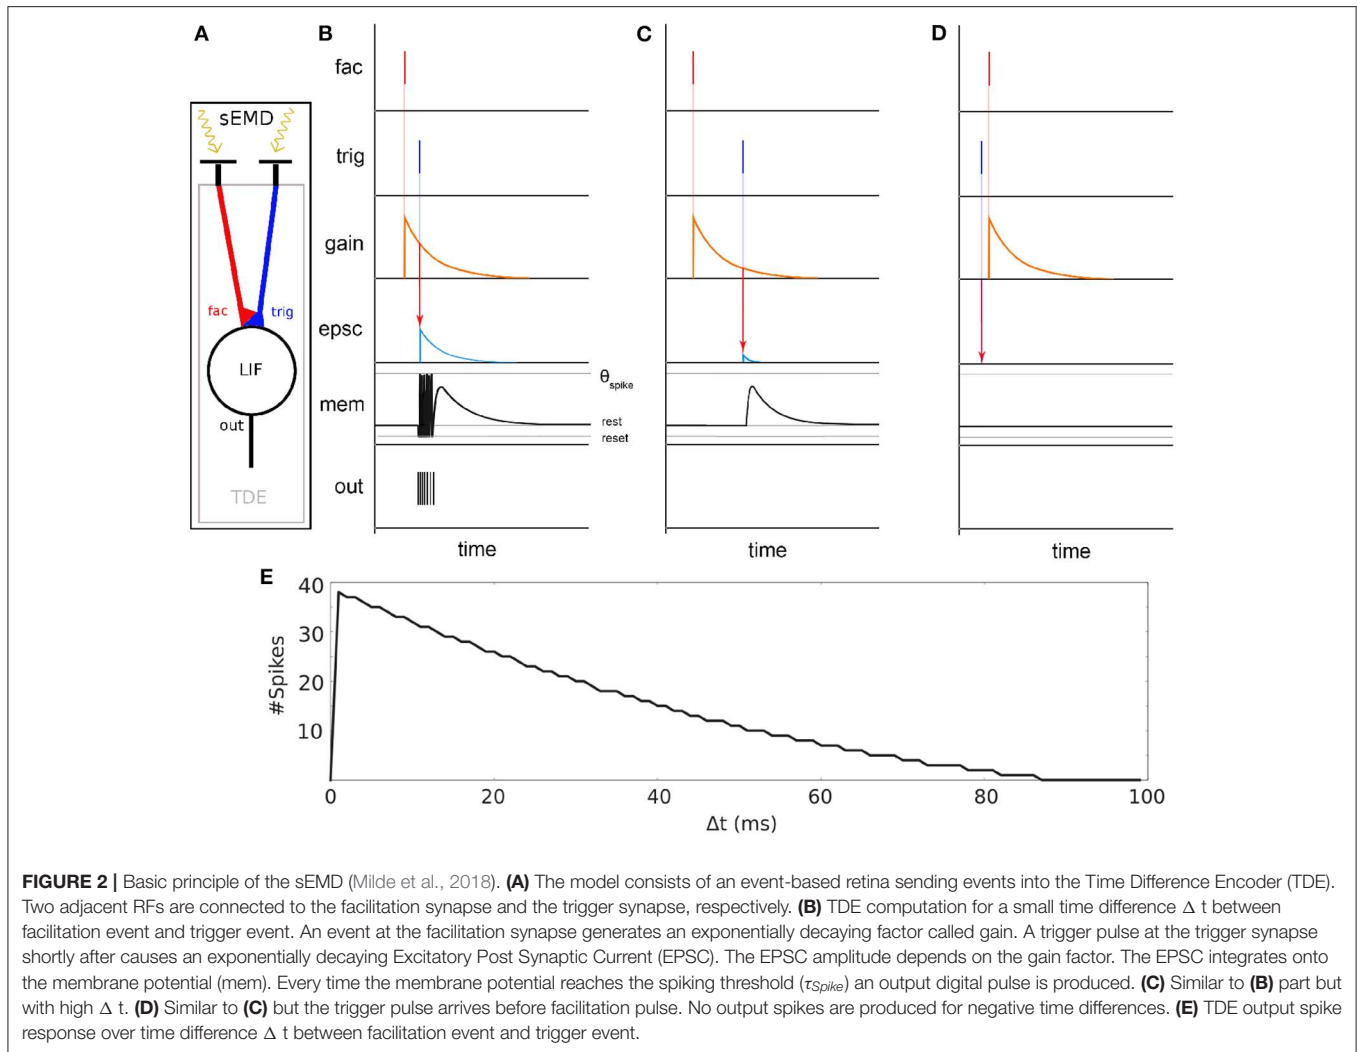 A
B
C
D
sEMD
fac
trig
LIF
out
TDE
fac
trig
gain
epsc
mem
out
θspike
rest
reset
time
time
time
E
#Spikes
40
30
20
10
0
20
40
60
80
100
Δt (ms)
FIGURE 2 | Basic principle of the sEMD (Milde et al., 2018). (A) The model consists of an event-based retina sending events into the Time Difference Encoder (TDE).
Two adjacent RFs are connected to the facilitation synapse and the trigger synapse, respectively. (B) TDE computation for a small time difference Δ t between
facilitation event and trigger event. An event at the facilitation synapse generates an exponentially decaying factor called gain. A trigger pulse at the trigger synapse
shortly after causes an exponentially decaying Excitatory Post Synaptic Current (EPSC). The EPSC amplitude depends on the gain factor. The EPSC integrates onto
the membrane potential (mem). Every time the membrane potential reaches the spiking threshold (τSpike) an output digital pulse is produced. (C) Similar to (B) part but
with high Δ t. (D) Similar to (C) but the trigger pulse arrives before facilitation pulse. No output spikes are produced for negative time differences. (E) TDE output spike
response over time difference Δ t between facilitation event and trigger event.